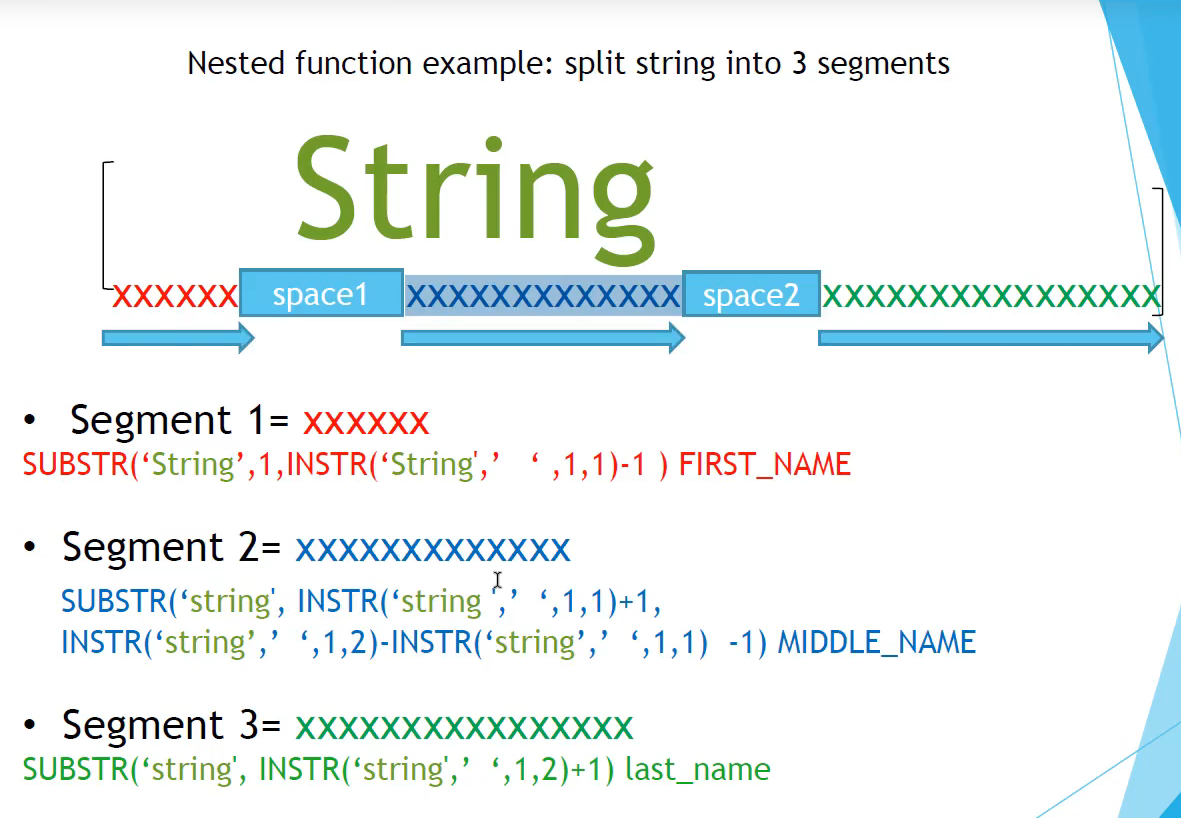 Nested function example: split string into 3 segments
String
xxxxxx space1 xxxxxxxxxxxxx space2 xxxxxxxxxxxxxxxx
• Segment 1= xxxxxx
SUBSTR(‘String’,1,INSTR(‘String',’ ‘ ,1,1)-1 ) FIRST_NAME
• Segment 2= xxxxxxxxxxxxx
SUBSTR(‘string', INSTR(‘string ',’ ‘,1,1)+1,
INSTR(‘string’,’ ‘,1,2)-INSTR(‘string’,’ ‘,1,1) -1) MIDDLE_NAME
• Segment 3= xxxxxxxxxxxxxxxx
SUBSTR(‘string', INSTR(‘string',’ ‘,1,2)+1) last_name